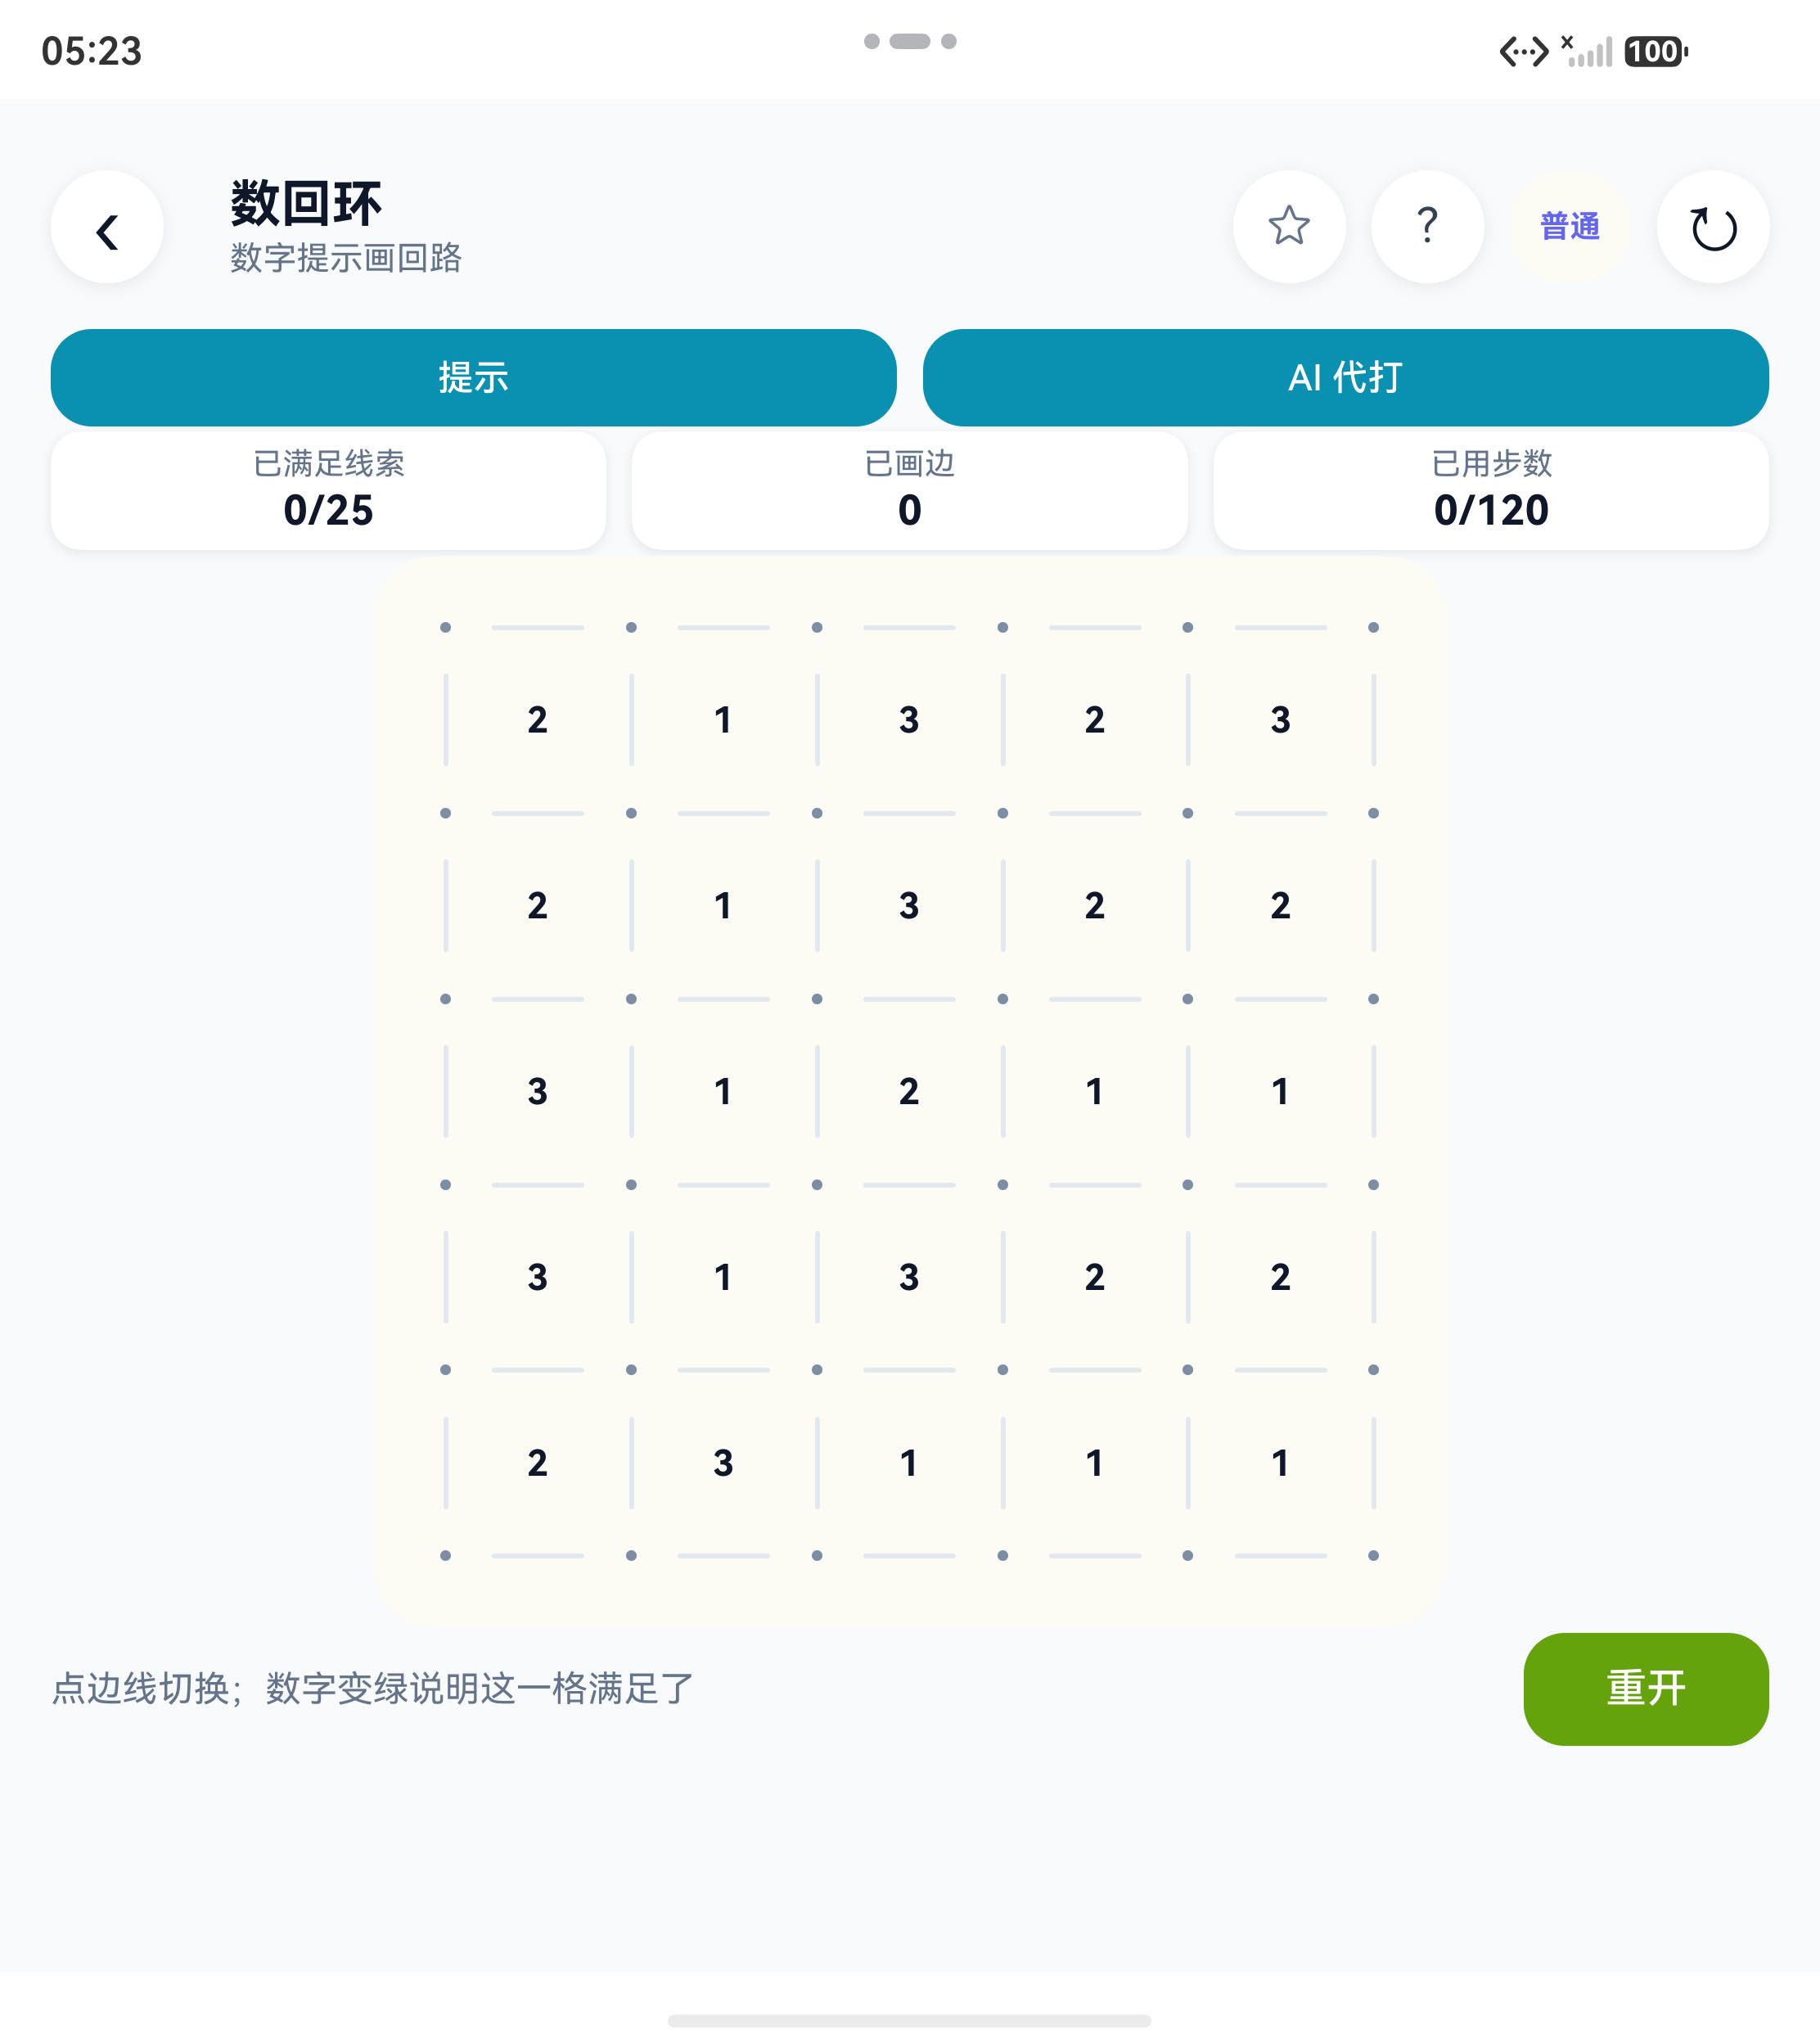 05:23
100
数回环
数字提示画回路
?
普通
提示
AI 代打
已满足线索
0/25
已画边
0
已用步数
0/120
2 1 3 2 3
2 1 3 2 2
3 1 2 1 1
3 1 3 2 2
2 3 1 1 1
点边线切换；数字变绿说明这一格满足了
重开